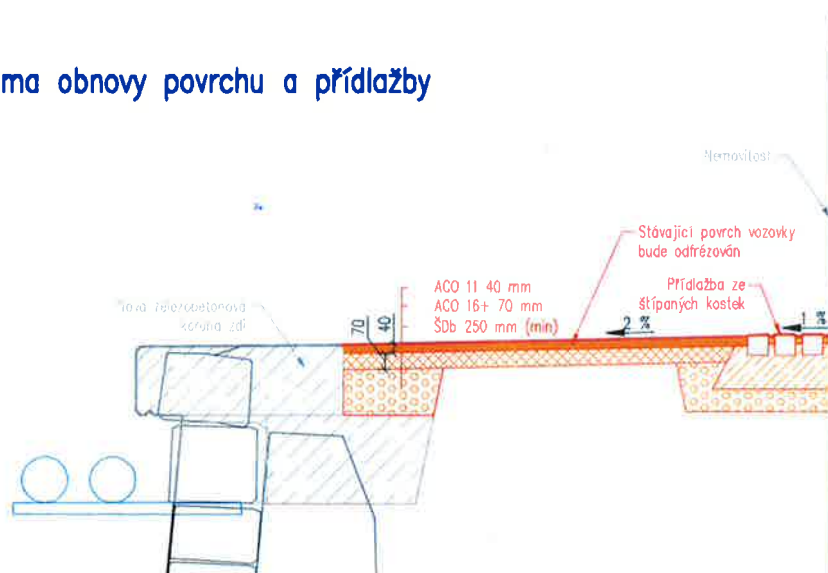 ma obnovy povrchu a přídlažby
Nemovitost
Stávající povrch vozovky
bude odfrézován
ACO 11 40 mm
ACO 16+ 70 mm
ŠDb 250 mm (min)
Přídlažba ze
štípaných kostek
Nová železobetonová
koruna zdi
70
40
2 %
1 %